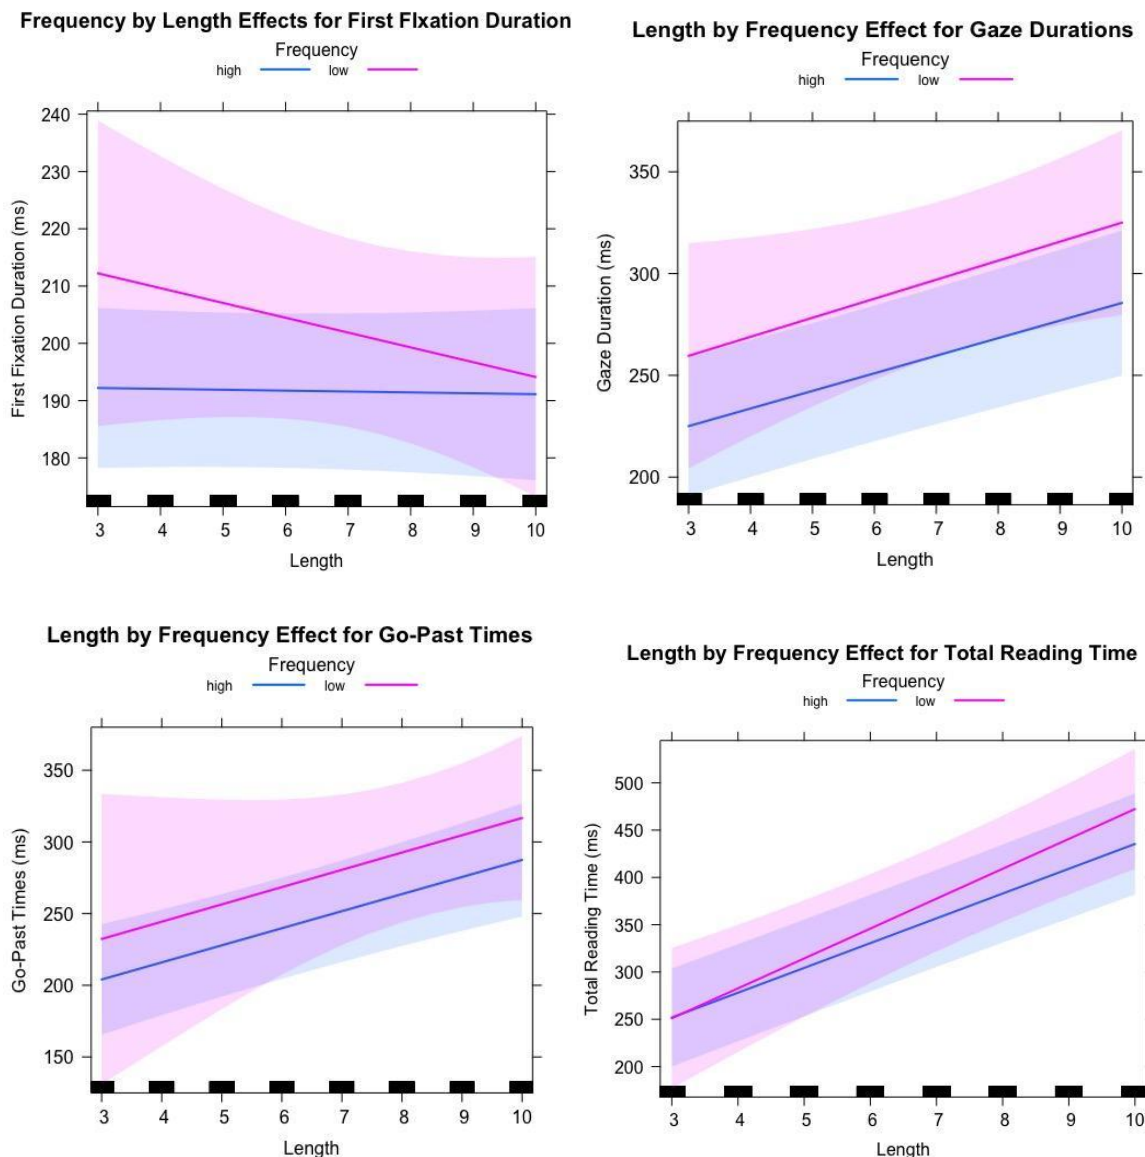 Frequency by Length Effects for First FIxation Duration
Frequency
high low
240
230
220
210
200
190
180
First Fixation Duration (ms)
3 4 5 6 7 8 9 10
Length
Length by Frequency Effect for Gaze Durations
Frequency
high low
350
300
250
200
Gaze Duration (ms)
3 4 5 6 7 8 9 10
Length
Length by Frequency Effect for Go-Past Times
Frequency
high low
350
300
250
200
150
Go-Past Times (ms)
3 4 5 6 7 8 9 10
Length
Length by Frequency Effect for Total Reading Time
Frequency
high low
500
450
400
350
300
250
200
Total Reading Time (ms)
3 4 5 6 7 8 9 10
Length